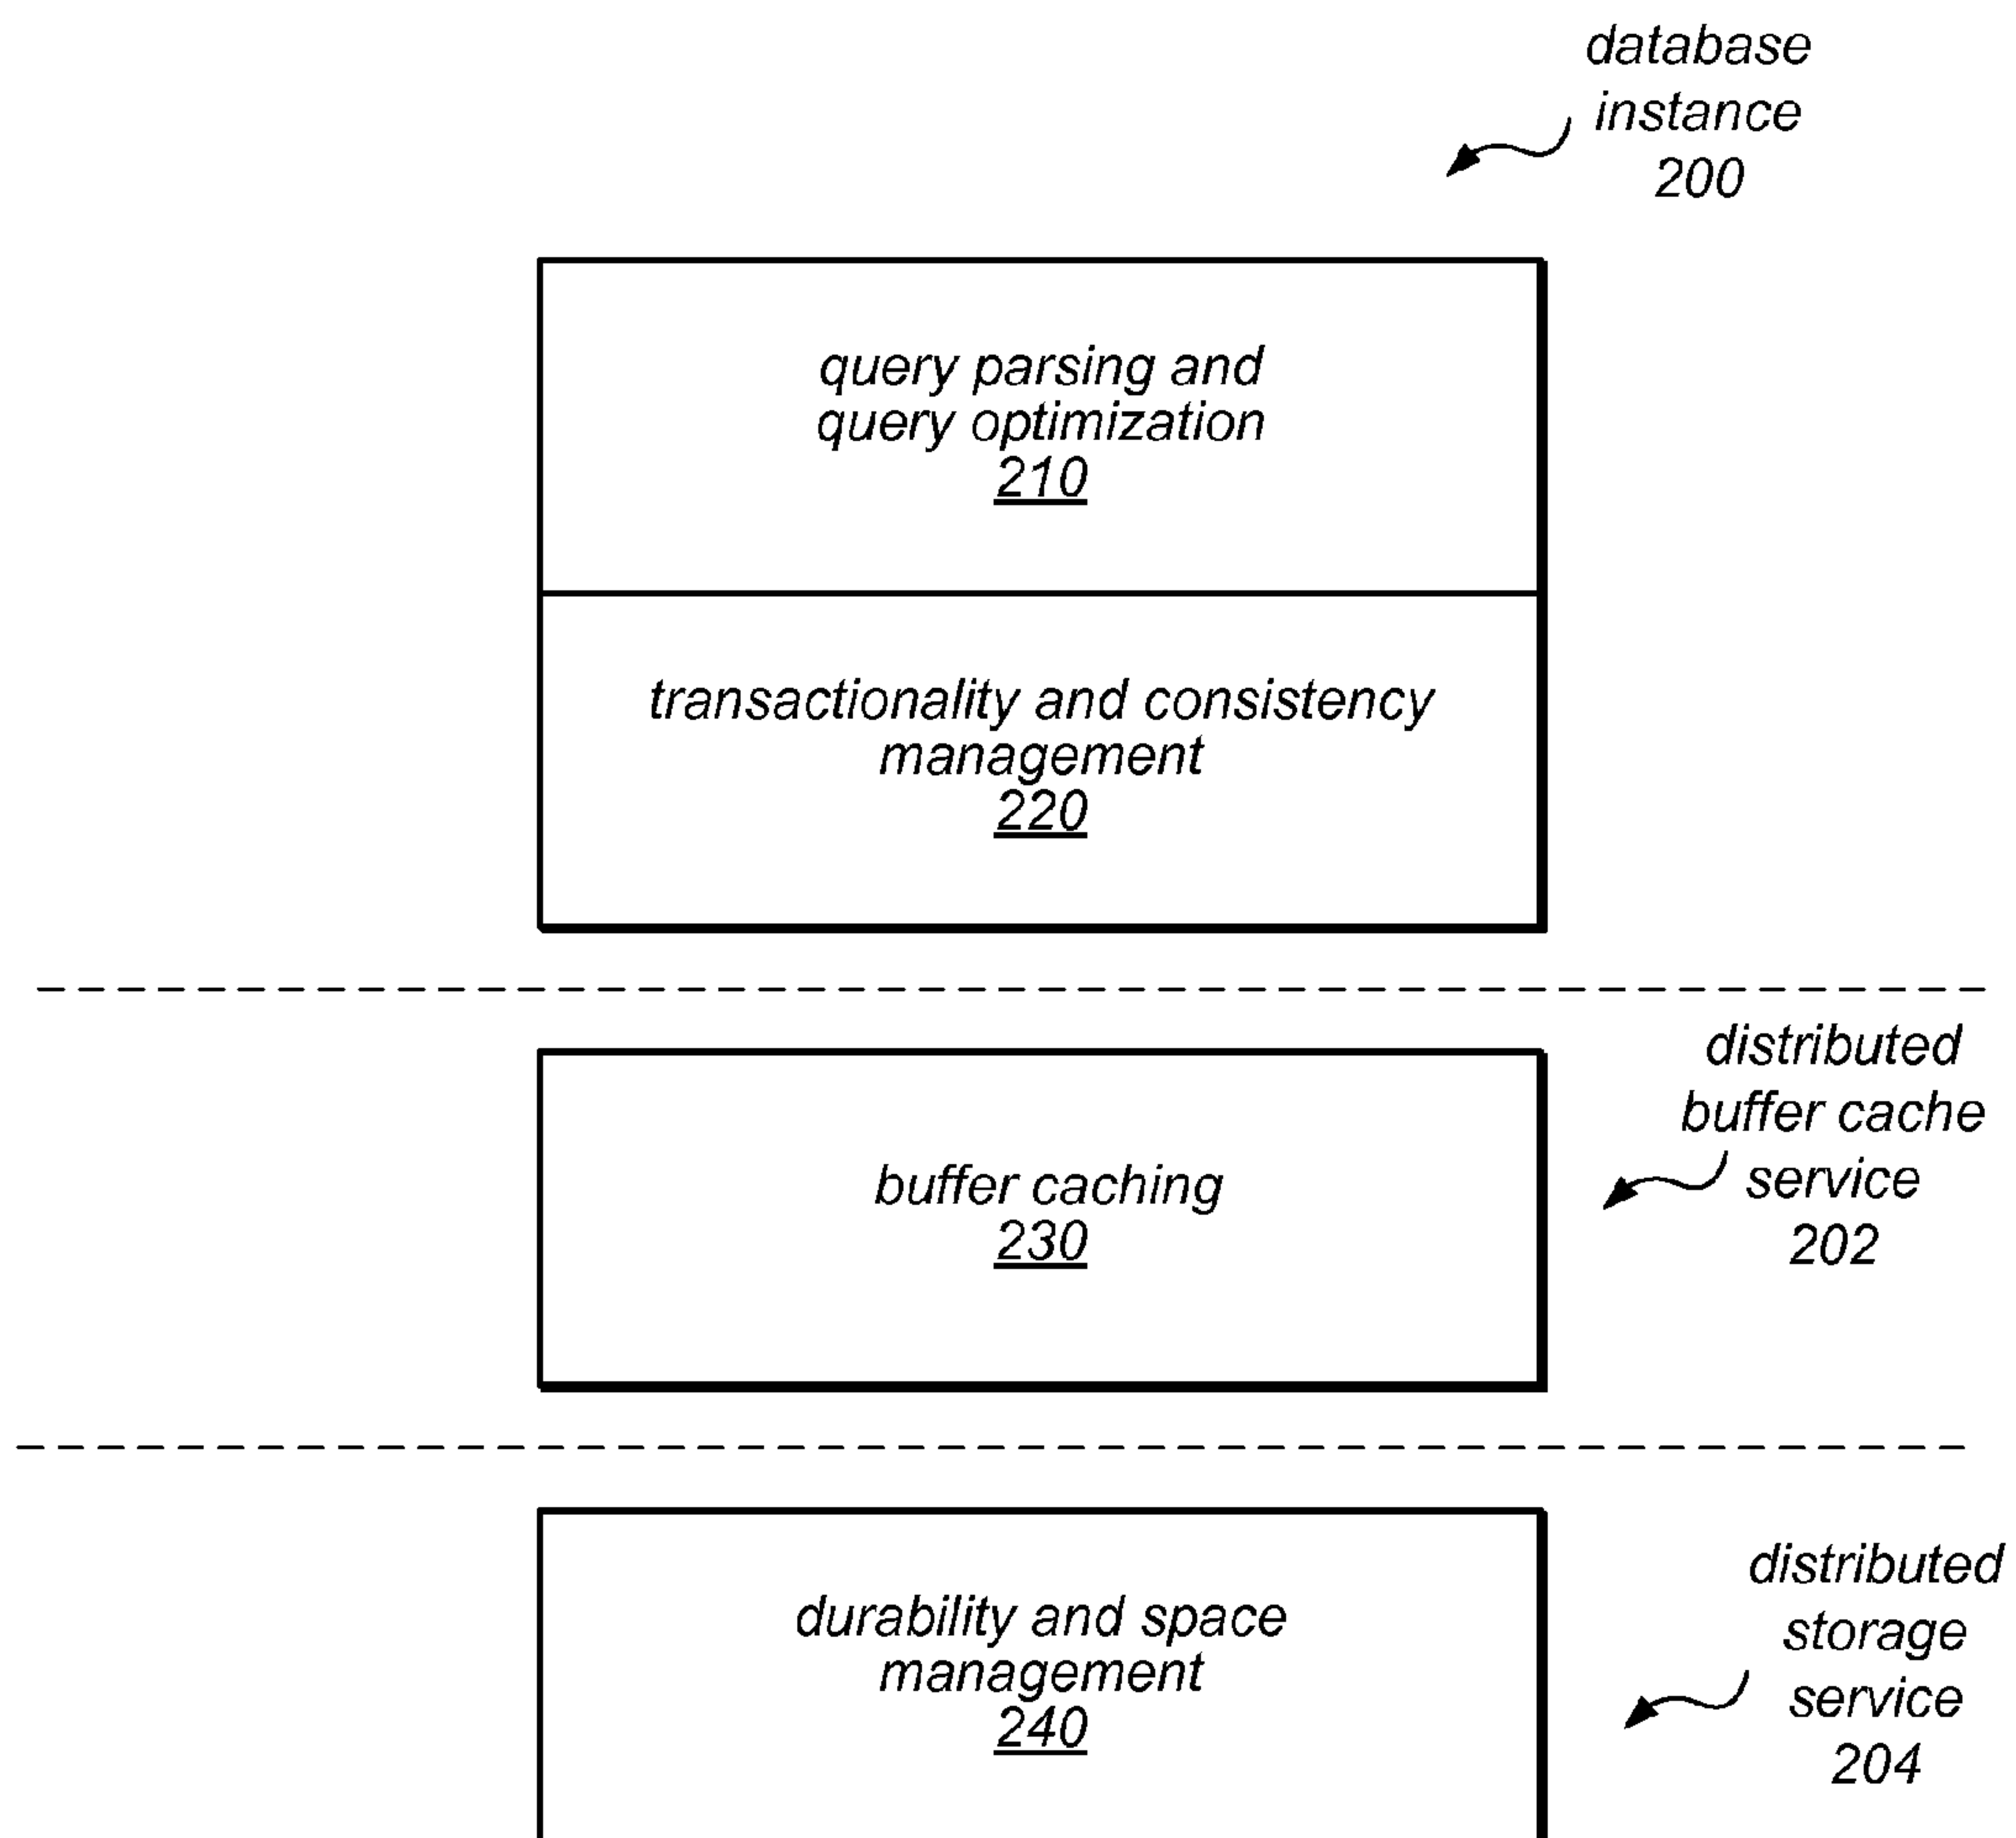 database
instance
200
query parsing and
query optimization
210
transactionality and consistency
management
220
distributed
buffer cache
service
202
buffer caching
230
distributed
storage
service
204
durability and space
management
240